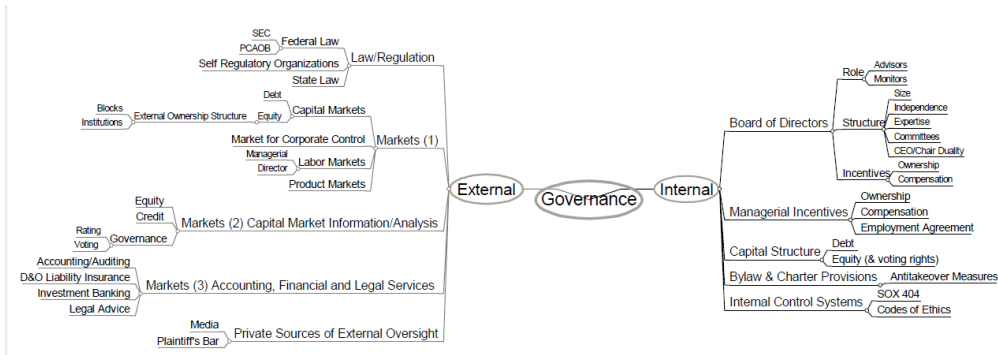 Governance
External
Law/Regulation
Federal Law
SEC
PCAOB
Self Regulatory Organizations
State Law
Markets (1)
Capital Markets
Debt
Equity
External Ownership Structure
Blocks
Institutions
Market for Corporate Control
Labor Markets
Managerial
Director
Product Markets
Markets (2) Capital Market Information/Analysis
Equity
Credit
Governance
Rating
Voting
Markets (3) Accounting, Financial and Legal Services
Accounting/Auditing
D&O Liability Insurance
Investment Banking
Legal Advice
Private Sources of External Oversight
Media
Plaintiff's Bar
Internal
Board of Directors
Role
Advisors
Monitors
Structure
Size
Independence
Expertise
Committees
CEO/Chair Duality
Incentives
Ownership
Compensation
Managerial Incentives
Ownership
Compensation
Employment Agreement
Capital Structure
Debt
Equity (& voting rights)
Bylaw & Charter Provisions
Antitakeover Measures
Internal Control Systems
SOX 404
Codes of Ethics